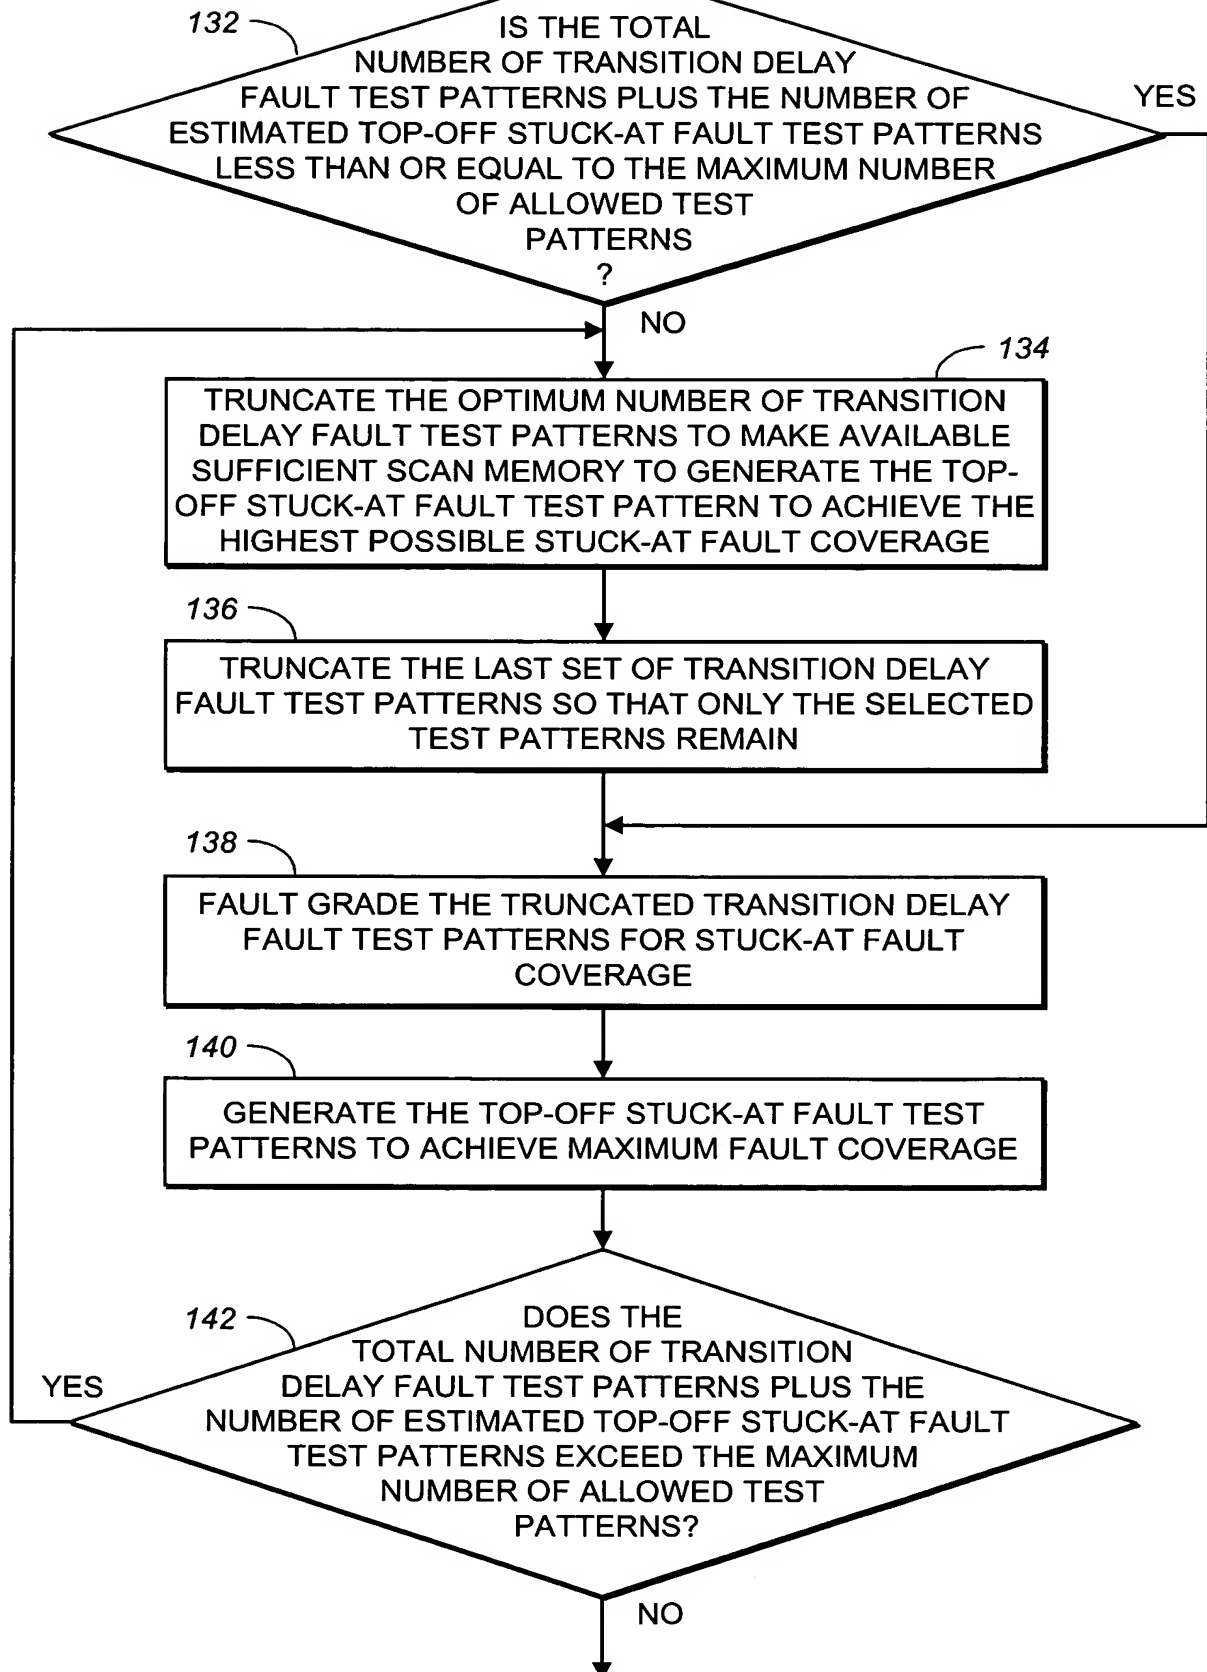 132
IS THE TOTAL
NUMBER OF TRANSITION DELAY
FAULT TEST PATTERNS PLUS THE NUMBER OF
ESTIMATED TOP-OFF STUCK-AT FAULT TEST PATTERNS
LESS THAN OR EQUAL TO THE MAXIMUM NUMBER
OF ALLOWED TEST
PATTERNS
?
YES
NO
134
TRUNCATE THE OPTIMUM NUMBER OF TRANSITION
DELAY FAULT TEST PATTERNS TO MAKE AVAILABLE
SUFFICIENT SCAN MEMORY TO GENERATE THE TOP-
OFF STUCK-AT FAULT TEST PATTERN TO ACHIEVE THE
HIGHEST POSSIBLE STUCK-AT FAULT COVERAGE
136
TRUNCATE THE LAST SET OF TRANSITION DELAY
FAULT TEST PATTERNS SO THAT ONLY THE SELECTED
TEST PATTERNS REMAIN
138
FAULT GRADE THE TRUNCATED TRANSITION DELAY
FAULT TEST PATTERNS FOR STUCK-AT FAULT
COVERAGE
140
GENERATE THE TOP-OFF STUCK-AT FAULT TEST
PATTERNS TO ACHIEVE MAXIMUM FAULT COVERAGE
142
DOES THE
TOTAL NUMBER OF TRANSITION
DELAY FAULT TEST PATTERNS PLUS THE
NUMBER OF ESTIMATED TOP-OFF STUCK-AT FAULT
TEST PATTERNS EXCEED THE MAXIMUM
NUMBER OF ALLOWED TEST
PATTERNS?
YES
NO